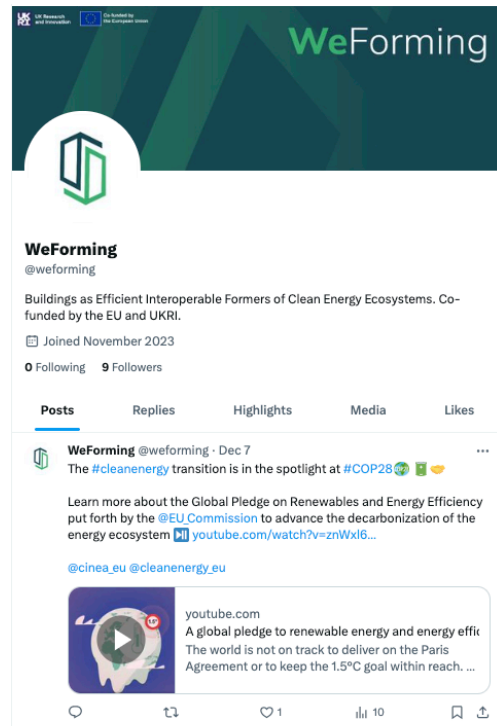 UK RI UK Research and Innovation
Co-funded by the European Union
WeForming
WeForming
@weforming
Buildings as Efficient Interoperable Formers of Clean Energy Ecosystems. Co-
funded by the EU and UKRI.
Joined November 2023
0 Following 9 Followers
Posts Replies Highlights Media Likes
WeForming @weforming · Dec 7
The #cleanenergy transition is in the spotlight at #COP28
Learn more about the Global Pledge on Renewables and Energy Efficiency
put forth by the @EU_Commission to advance the decarbonization of the
energy ecosystem ⏯️ youtube.com/watch?v=znWxI6...
@cinea_eu @cleanenergy_eu
1.5°
youtube.com
A global pledge to renewable energy and energy effic
The world is not on track to deliver on the Paris
Agreement or to keep the 1.5°C goal within reach. ...
1 10